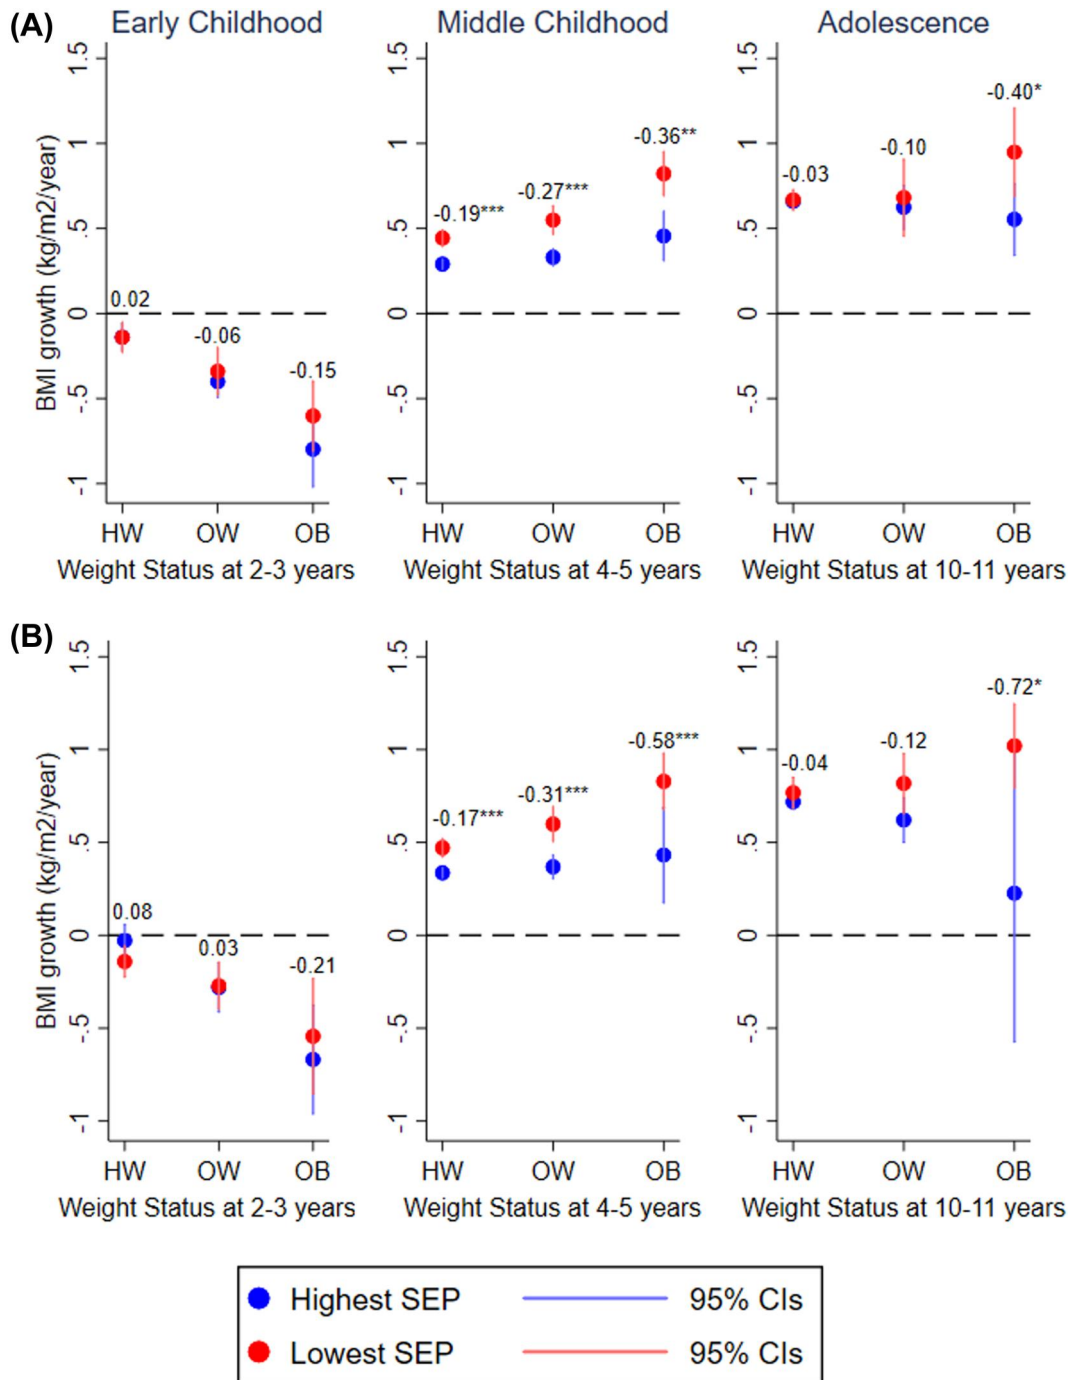 (A)
Early Childhood
Middle Childhood
Adolescence
BMI growth (kg/m2/year)
1.5
1
.5
0
-.5
-1
0.02
-0.06
-0.15
HW OW OB
Weight Status at 2-3 years
1.5
1
.5
0
-.5
-1
-0.19***
-0.27***
-0.36**
HW OW OB
Weight Status at 4-5 years
1.5
1
.5
0
-.5
-1
-0.03
-0.10
-0.40*
HW OW OB
Weight Status at 10-11 years
(B)
BMI growth (kg/m2/year)
1.5
1
.5
0
-.5
-1
0.08
0.03
-0.21
HW OW OB
Weight Status at 2-3 years
1.5
1
.5
0
-.5
-1
-0.17***
-0.31***
-0.58***
HW OW OB
Weight Status at 4-5 years
1.5
1
.5
0
-.5
-1
-0.04
-0.12
-0.72*
HW OW OB
Weight Status at 10-11 years
Highest SEP 95% CIs
Lowest SEP 95% CIs